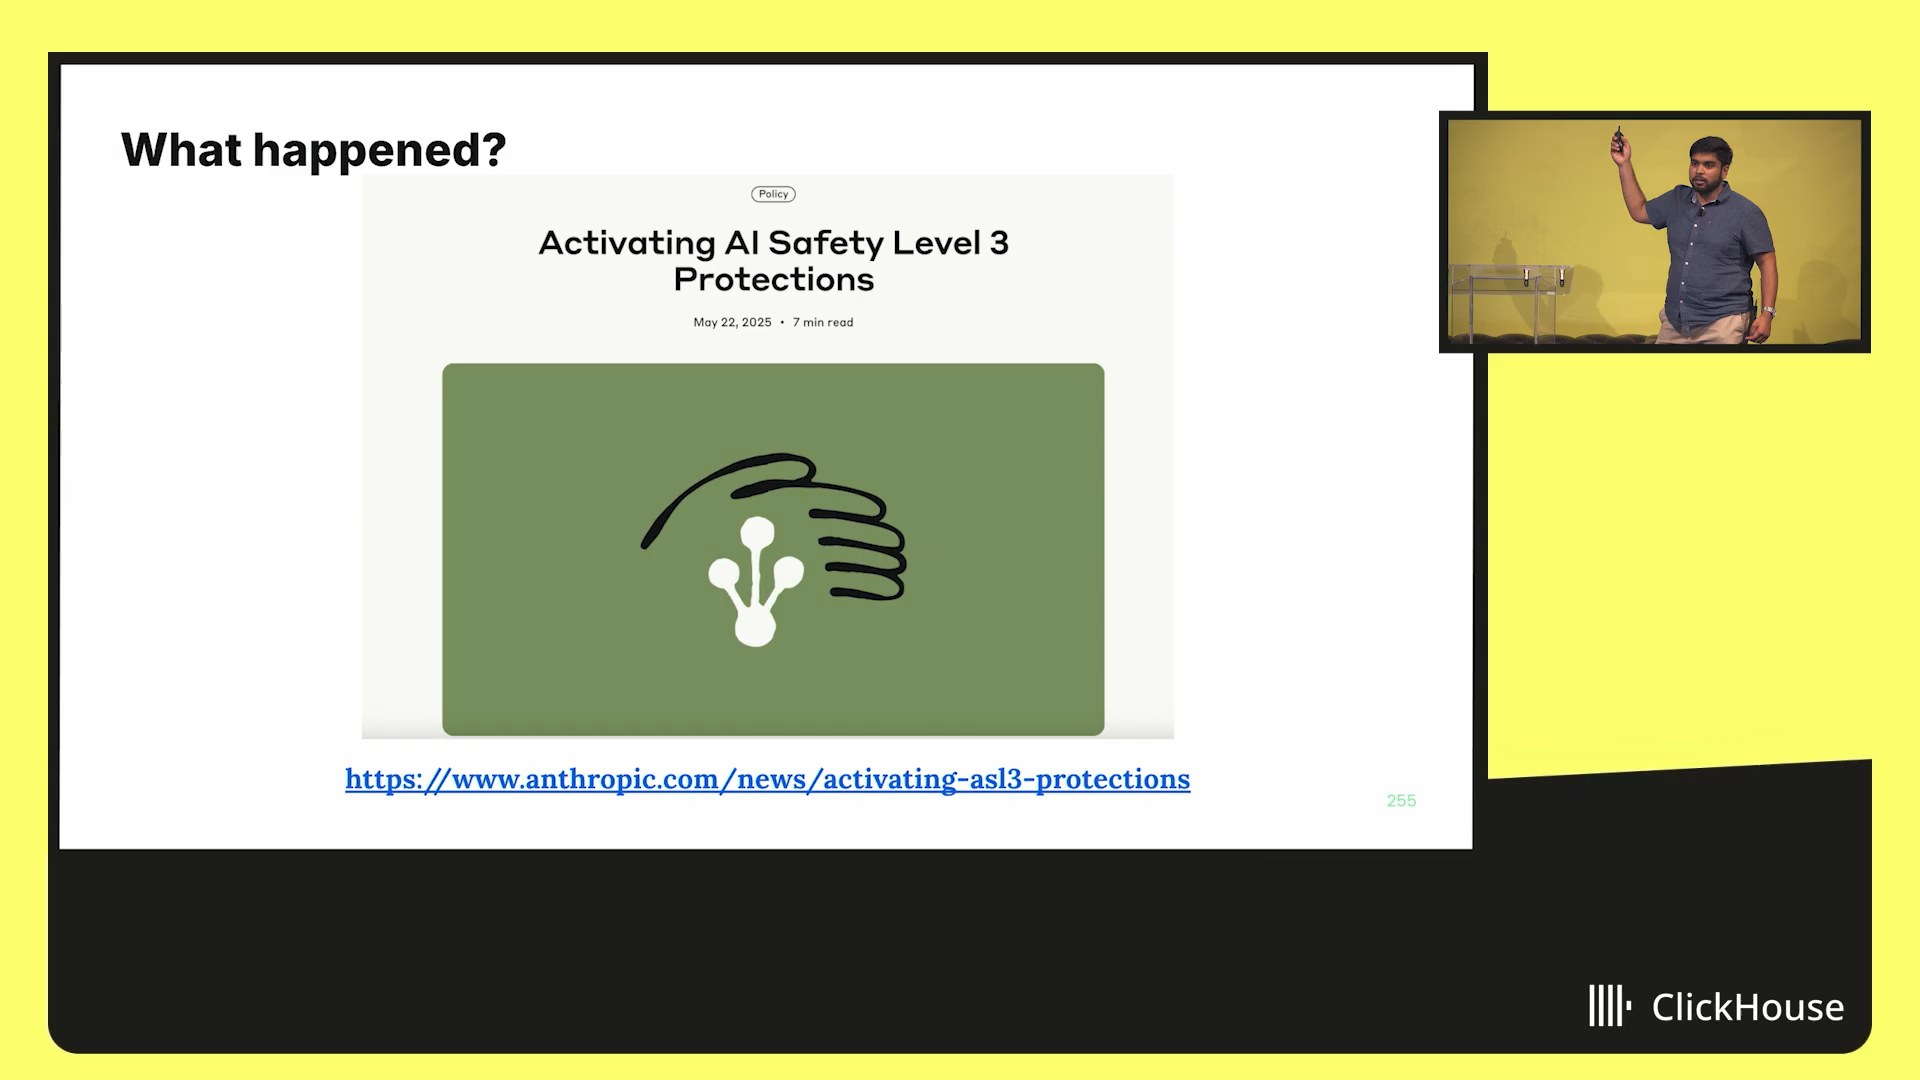 What happened?
Policy
Activating AI Safety Level 3
Protections
May 22, 2025 • 7 min read
https://www.anthropic.com/news/activating-asl3-protections
255
ClickHouse